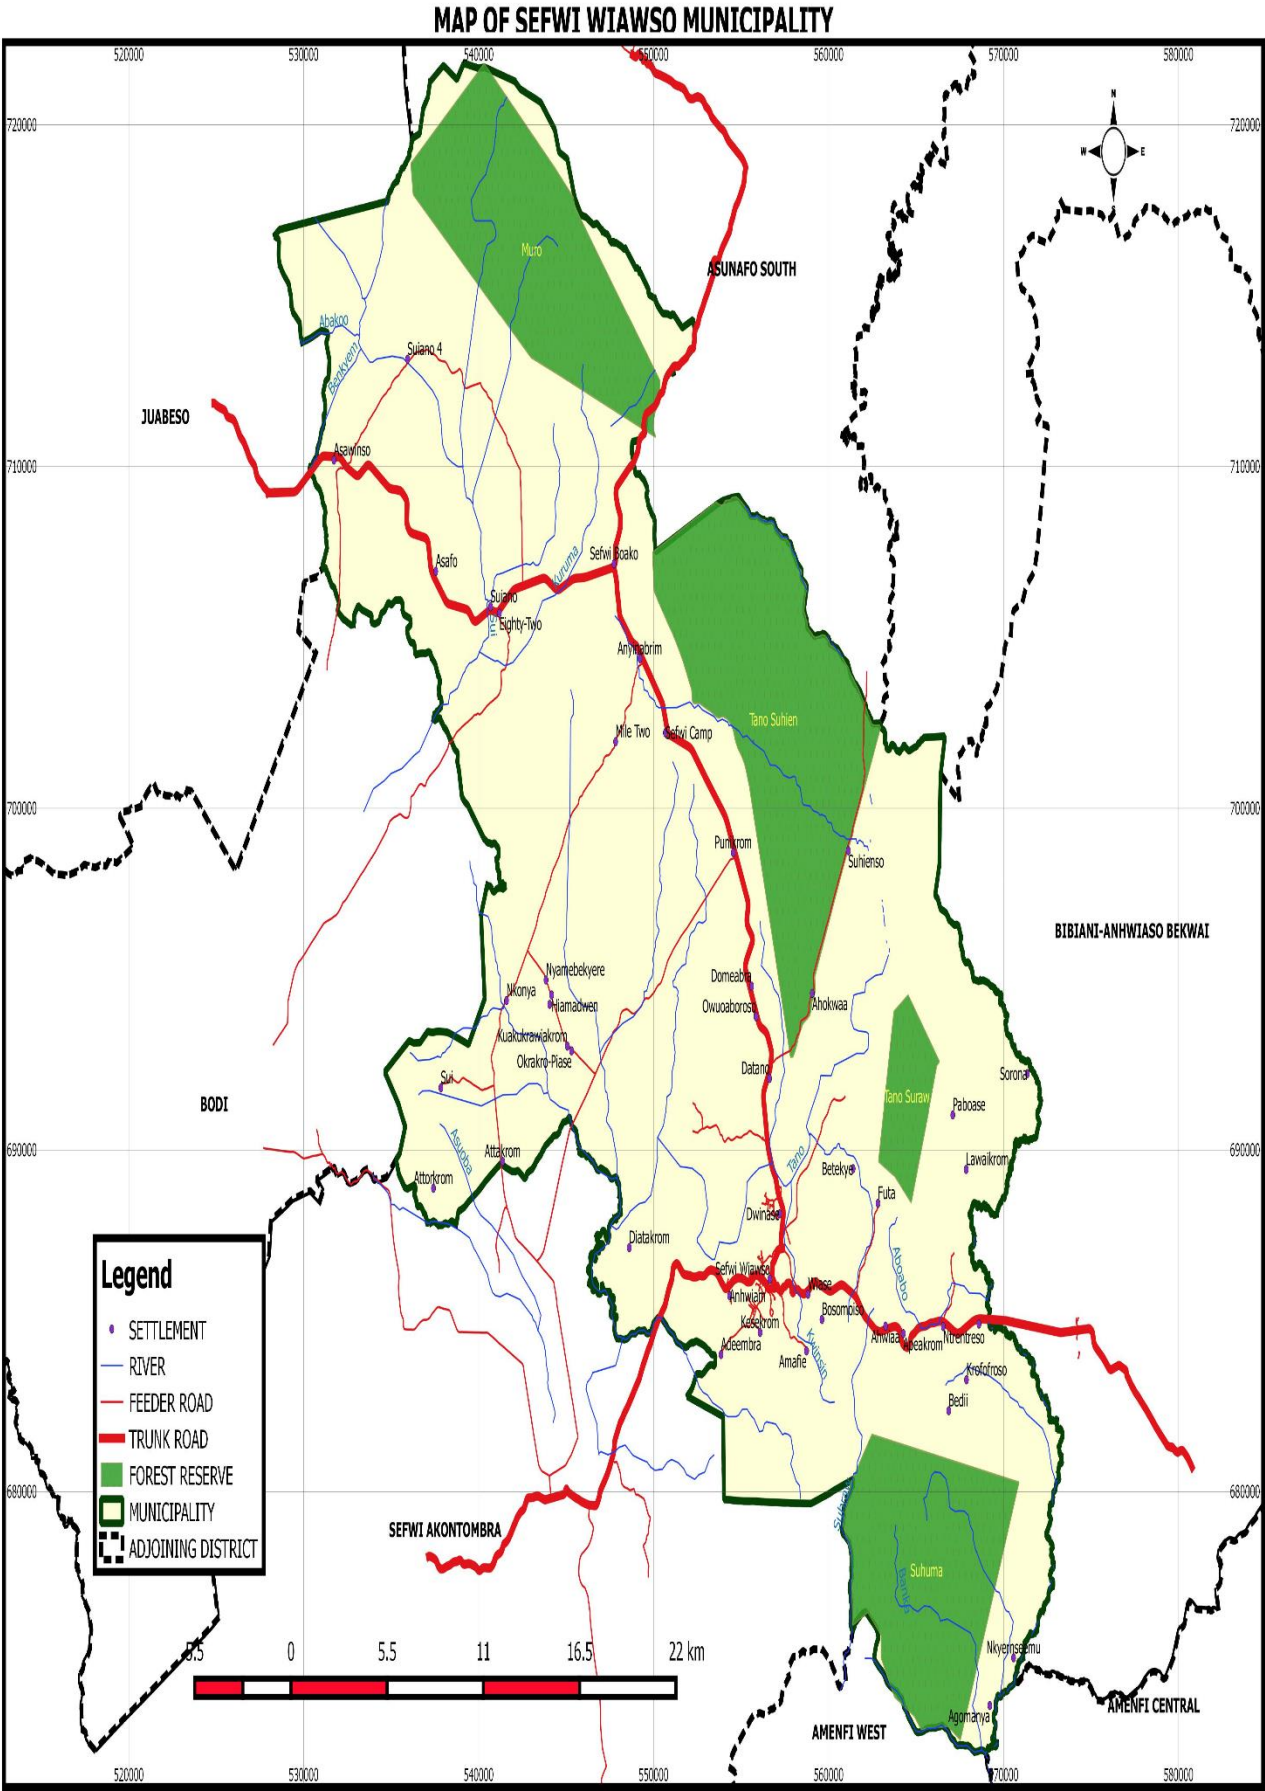 MAP OF SEFWI WIAWSO MUNICIPALITY
520000 530000 540000 550000 560000 570000 580000
720000 720000
N
W E
S
Muro
ASUNAFO SOUTH
Abakoo
Benkyem
Suiano 4
JUABESO
Asawinso
710000 710000
Sefwi Boako
Kuruma
Asafo
Suiano
Sui
Eighty-Two
Anyinabrim
Tano Suhien
Mile Two
Sefwi Camp
700000 700000
Punikrom
Suhienso
BIBIANI-ANHWIASO BEKWAI
Nyamebekyere
Domeabra
Nkonya
Hiamadwen
Owuoaborosu
Ahokwaa
Kuakukrawiakrom
Okrakro-Piase
Datano
Sui
Sorona
BODI
Tano Suraw
Paboase
Asuoba
690000 690000
Attakrom
Tano
Lawaikrom
Betekye
Attorkrom
Futa
Dwinase
Diatakrom
Aboabo
Sefwi Wiawso
Wiase
Anhwiam
Bosomoiso
Kesekrom
Ahwiaa
Apeakrom
Ntrentreso
Adeembra
Amafie
Kwinsin
Krofofroso
Bedii
Legend
SETTLEMENT
RIVER
FEEDER ROAD
TRUNK ROAD
FOREST RESERVE
MUNICIPALITY
ADJOINING DISTRICT
680000 680000
SEFWI AKONTOMBRA
Suhuma
Nkyemseemu
5.5 0 5.5 11 16.5 22 km
Agomanya
AMENFI CENTRAL
AMENFI WEST
520000 530000 540000 550000 560000 570000 580000